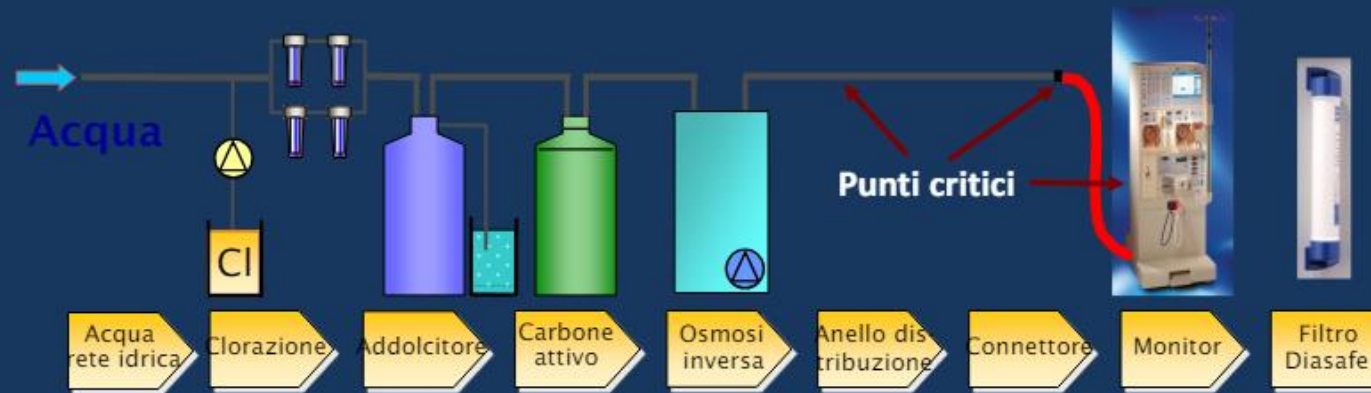 Acqua
Cl
Punti critici
Acqua
rete idrica
Clorazione
Addolcitore
Carbone
attivo
Osmosi
inversa
Anello dis-
tribuzione
Connettore
Monitor
Filtro
Diasafe